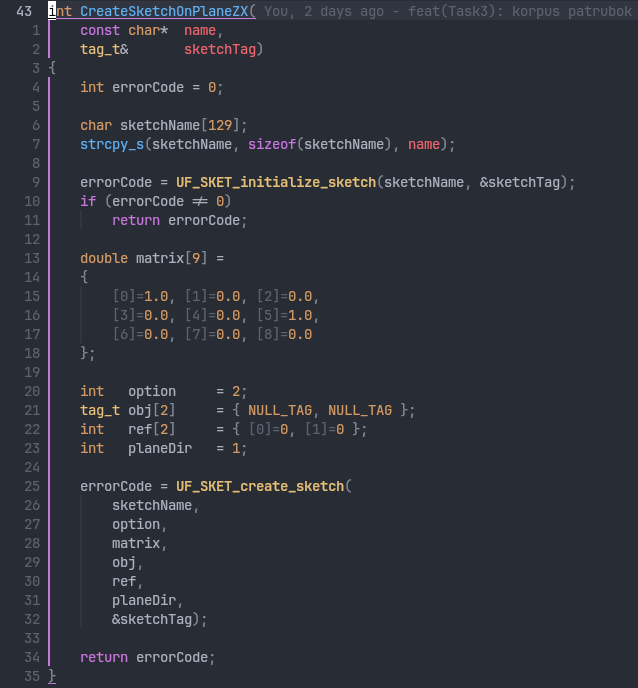 43 int CreateSketchOnPlaneZX( You, 2 days ago - feat(Task3): korpus patrubok
1 const char*  name,
2 tag_t&       sketchTag)
3 {
4     int errorCode = 0;
5
6     char sketchName[129];
7     strcpy_s(sketchName, sizeof(sketchName), name);
8
9     errorCode = UF_SKET_initialize_sketch(sketchName, &sketchTag);
10     if (errorCode ≠ 0)
11         return errorCode;
12
13     double matrix[9] =
14     {
15         [0]=1.0, [1]=0.0, [2]=0.0,
16         [3]=0.0, [4]=0.0, [5]=1.0,
17         [6]=0.0, [7]=0.0, [8]=0.0
18     };
19
20     int   option     = 2;
21     tag_t obj[2]     = { NULL_TAG, NULL_TAG };
22     int   ref[2]     = { [0]=0, [1]=0 };
23     int   planeDir   = 1;
24
25     errorCode = UF_SKET_create_sketch(
26         sketchName,
27         option,
28         matrix,
29         obj,
30         ref,
31         planeDir,
32         &sketchTag);
33
34     return errorCode;
35 }